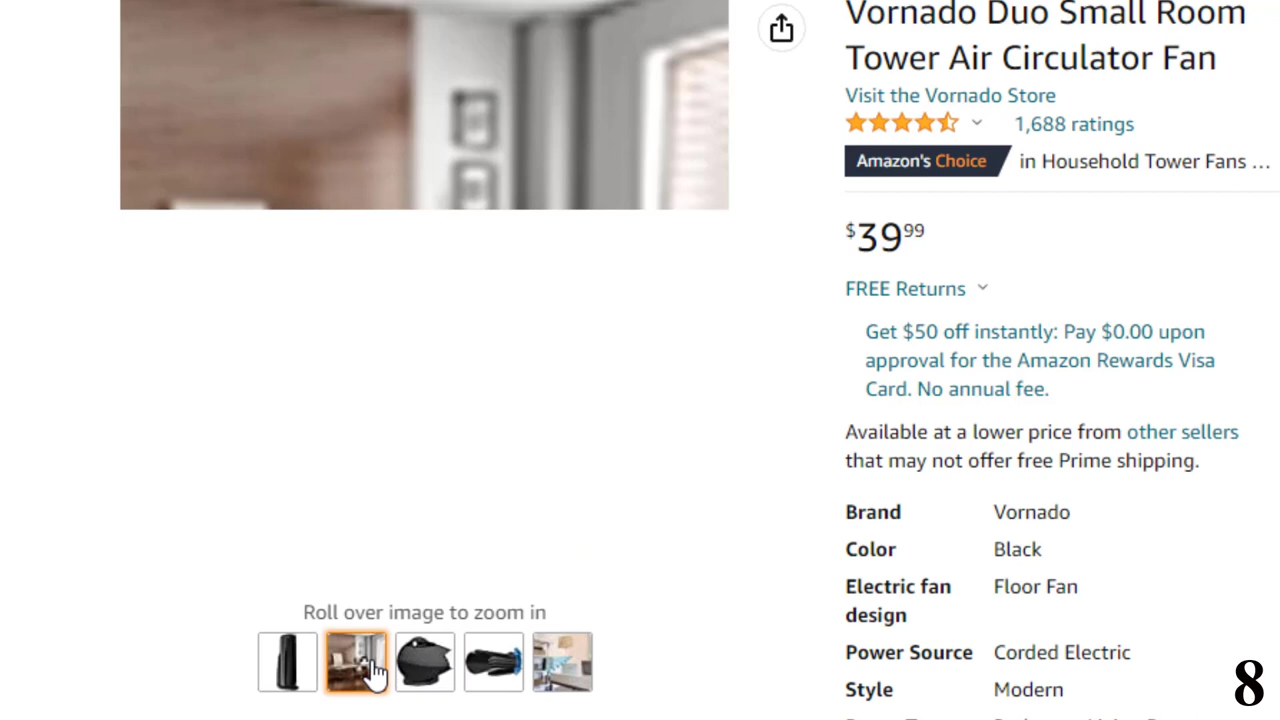 Vornado Duo Small Room
Tower Air Circulator Fan
Visit the Vornado Store
1,688 ratings
Amazon's Choice in Household Tower Fans ...
$39.99
FREE Returns
Get $50 off instantly: Pay $0.00 upon
approval for the Amazon Rewards Visa
Card. No annual fee.
Available at a lower price from other sellers
that may not offer free Prime shipping.
Brand Vornado
Color Black
Electric fan design Floor Fan
Power Source Corded Electric
Style Modern
Roll over image to zoom in
8